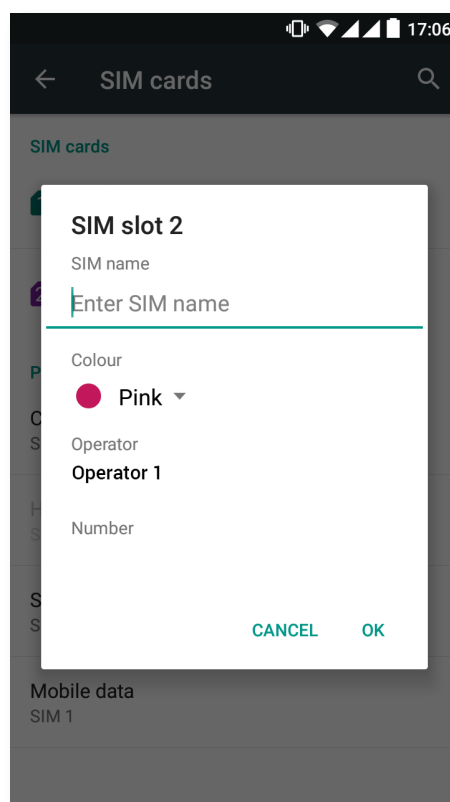 17:06
SIM cards
SIM cards
SIM slot 2
SIM name
Enter SIM name
Colour
Pink
Operator
Operator 1
Number
CANCEL OK
Mobile data
SIM 1